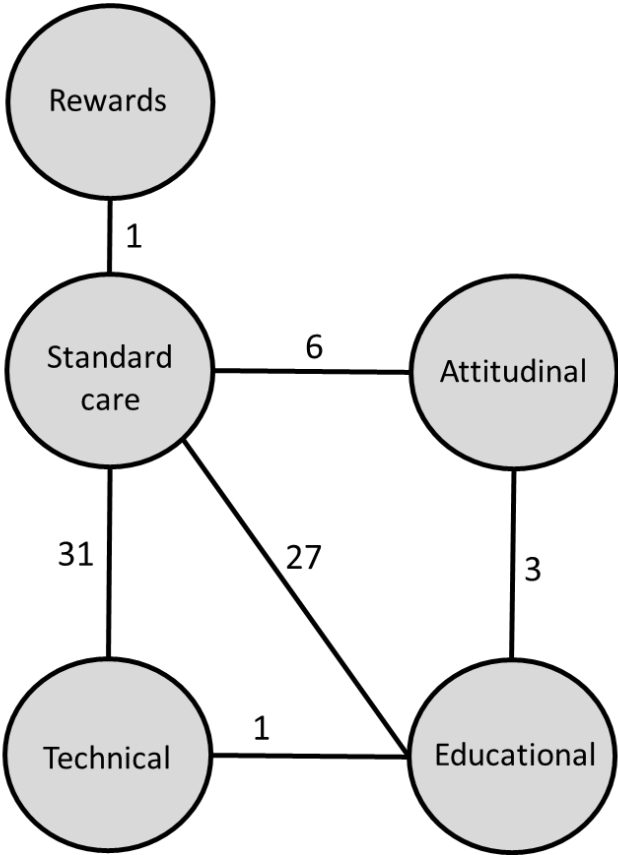 Rewards
1
Standard
care
6
Attitudinal
31
27
3
Technical
1
Educational